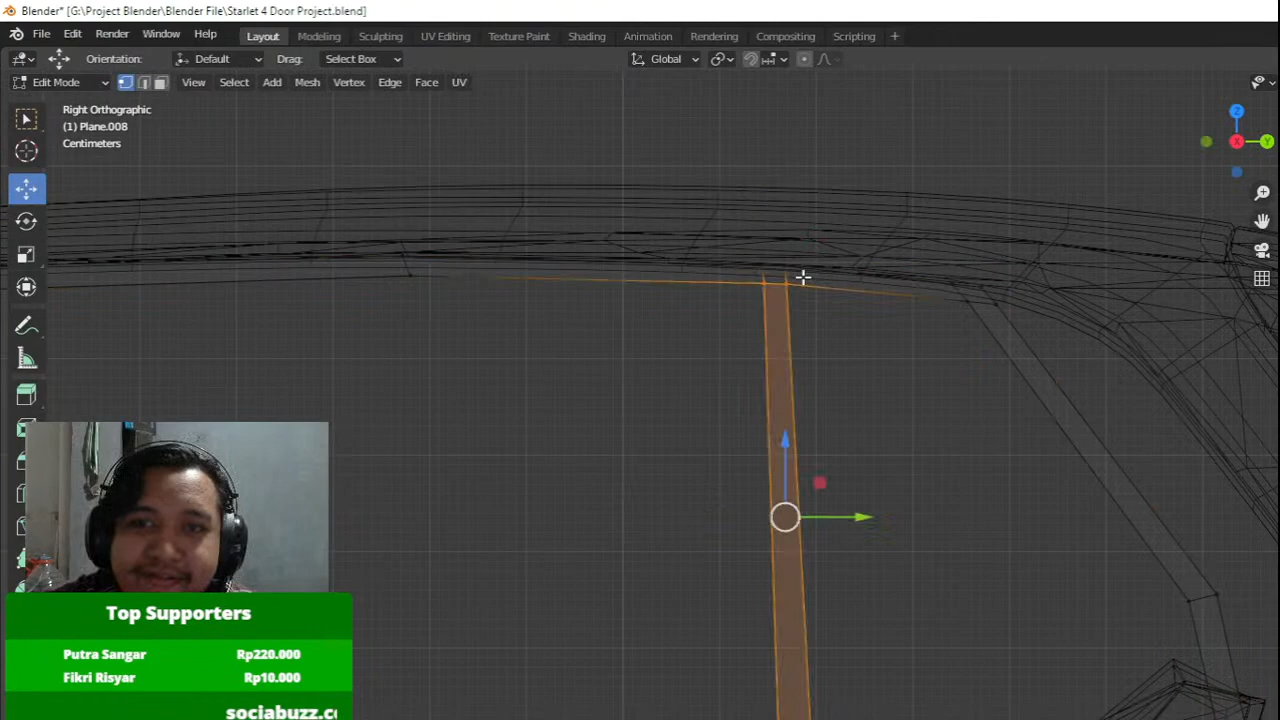 Blender* [G:\Project Blender\Blender File\Starlet 4 Door Project.blend]
File Edit Render Window Help Layout Modeling Sculpting UV Editing Texture Paint Shading Animation Rendering Compositing Scripting +
Orientation: Default Drag: Select Box Global
Edit Mode View Select Add Mesh Vertex Edge Face UV
Right Orthographic
(1) Plane.008
Centimeters
Z
X
Y
Top Supporters
Putra Sangar Rp220.000
Fikri Risyar Rp10.000
sociabuzz.c